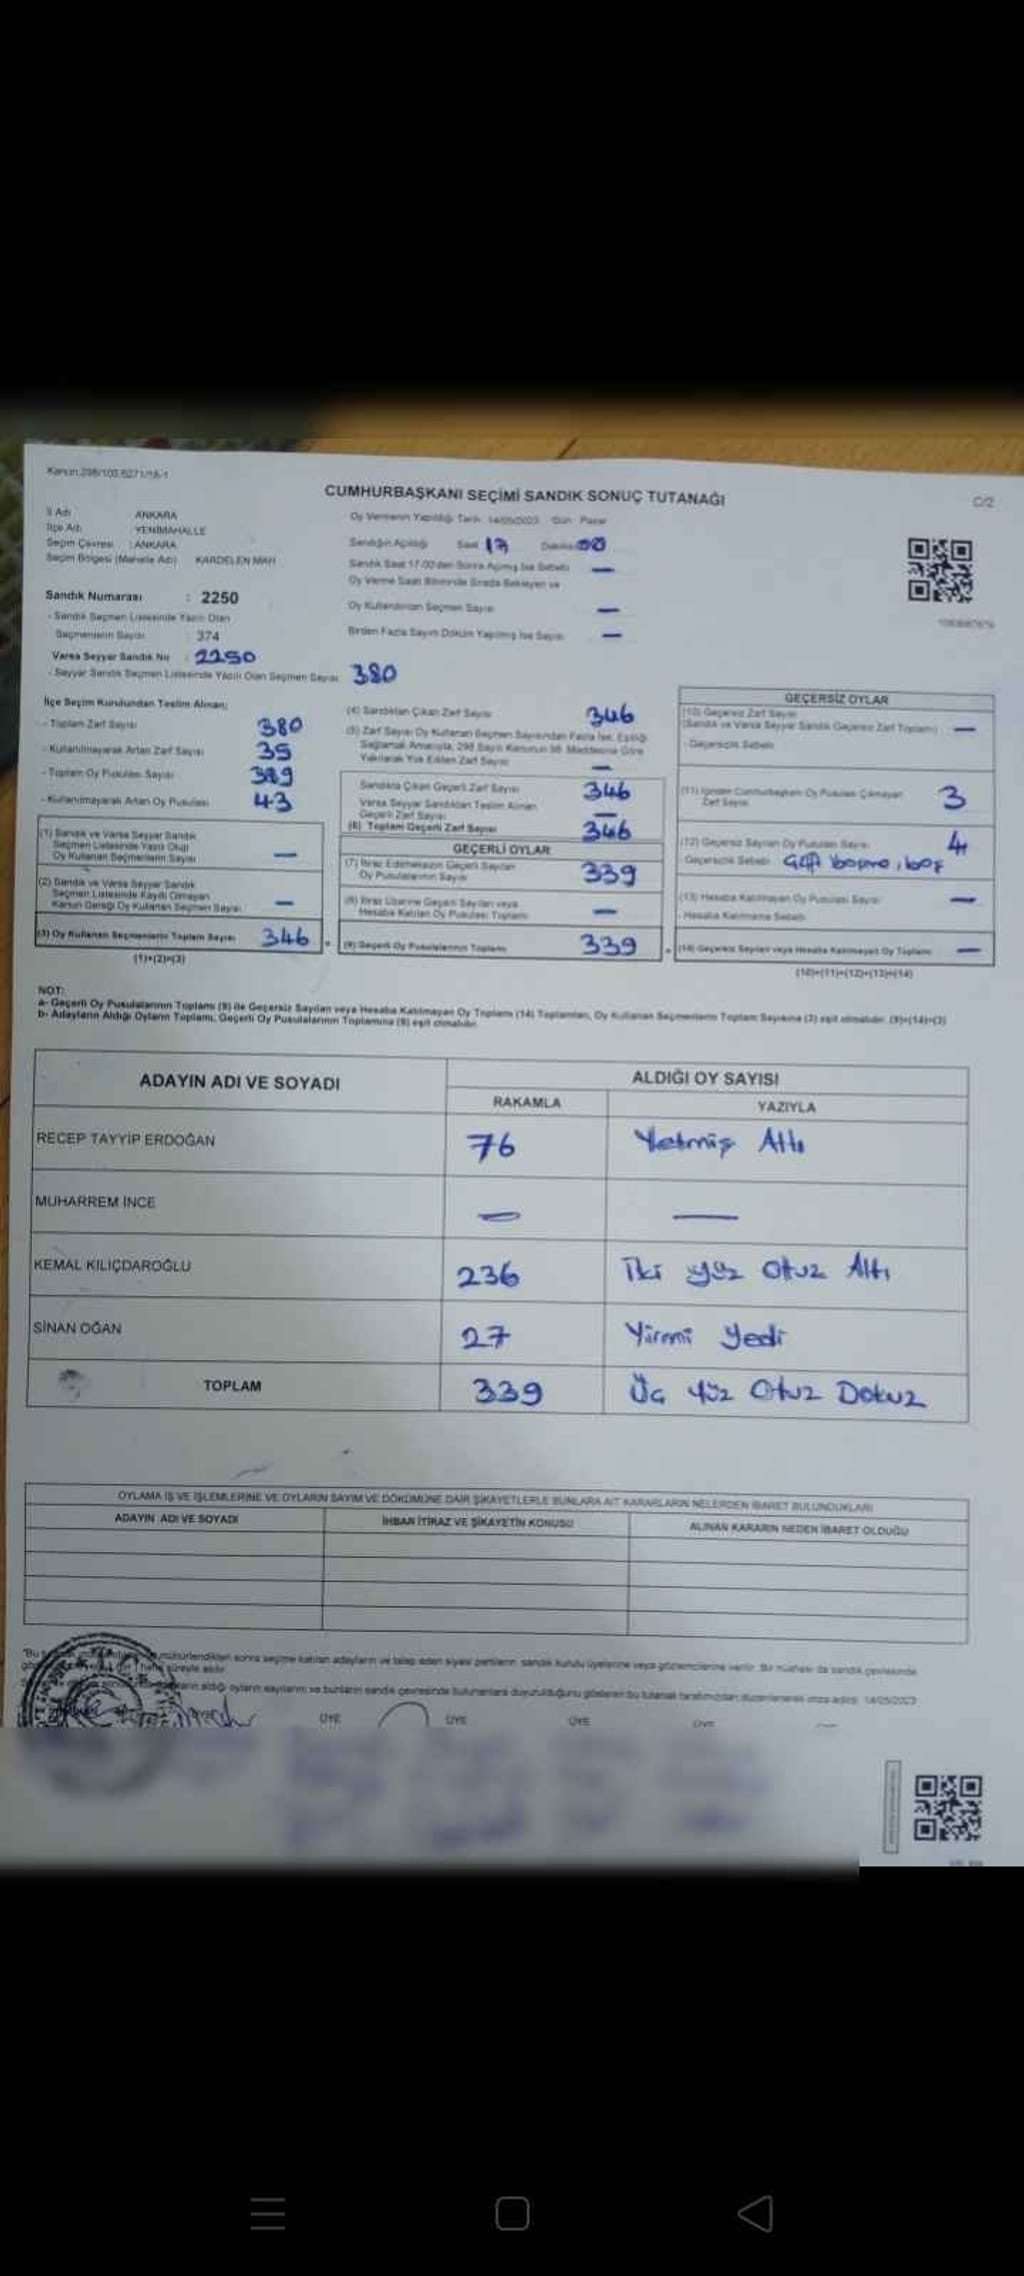 Kanun:298/105 6271/18-1
CUMHURBAŞKANI SEÇİMİ SANDIK SONUÇ TUTANAĞI
C/2
İl Adı ANKARA
İlçe Adı YENİMAHALLE
Seçim Çevresi : ANKARA
Seçim Bölgesi (Mahalle Adı) KARDELEN MAH
Sandık Numarası : 2250
- Sandık Seçmen Listesinde Yazılı Olan
Seçmenlerin Sayısı : 374
Varsa Seyyar Sandık No : 2250
- Seyyar Sandık Seçmen Listesinde Yazılı Olan Seçmen Sayısı 380
Oy Vermenin Yapıldığı Tarih 14/05/2023 Gün Pazar
Sandığın Açıldığı Saat 17 Dakika 00
Sandık Saat 17.00'den Sonra Açılmış İse Sebebi —
Oy Verme Saati Bitiminde Sırada Bekleyen ve
Oy Kullandırılan Seçmen Sayısı —
Birden Fazla Sayım Döküm Yapılmış İse Sayısı —
İlçe Seçim Kurulundan Teslim Alınan;
- Toplam Zarf Sayısı 380
- Kullanılmayarak Artan Zarf Sayısı 35
- Toplam Oy Pusulası Sayısı 389
- Kullanılmayarak Artan Oy Pusulası 43
(1) Sandık ve Varsa Seyyar Sandık
Seçmen Listesinde Yazılı Olup
Oy Kullanan Seçmenlerin Sayısı —
(2) Sandık ve Varsa Seyyar Sandık
Seçmen Listesinde Kayıtlı Olmayan
Kanun Gereği Oy Kullanan Seçmen Sayısı —
(3) Oy Kullanan Seçmenlerin Toplam Sayısı 346
(1)+(2)=(3)
(4) Sandıktan Çıkan Zarf Sayısı 346
(5) Zarf Sayısı Oy Kullanan Seçmen Sayısından Fazla İse, Eşitliği
Sağlamak Amacıyla, 298 Sayılı Kanunun 98. Maddesine Göre
Yakılarak Yok Edilen Zarf Sayısı —
Sandıkta Çıkan Geçerli Zarf Sayısı 346
Varsa Seyyar Sandıktan Teslim Alınan
Geçerli Zarf Sayısı —
(6) Toplam Geçerli Zarf Sayısı 346
GEÇERLİ OYLAR
(7) İtiraz Edilmeksizin Geçerli Sayılan
Oy Pusulalarının Sayısı 339
(8) İtiraz Üzerine Geçerli Sayılan veya
Hesaba Katılan Oy Pusulası Toplamı —
(9) Geçerli Oy Pusulalarının Toplamı 339
GEÇERSİZ OYLAR
(10) Geçersiz Zarf Sayısı
(Sandık ve Varsa Seyyar Sandık Geçersiz Zarf Toplamı) —
- Geçersizlik Sebebi
(11) İçinden Cumhurbaşkanı Oy Pusulası Çıkmayan
Zarf Sayısı 3
(12) Geçersiz Sayılan Oy Pusulası Sayısı 4
Geçersizlik Sebebi
(13) Hesaba Katılmayan Oy Pusulası Sayısı —
- Hesaba Katılmama Sebebi
(14) Geçersiz Sayılan veya Hesaba Katılmayan Oy Toplamı —
(10)+(11)+(12)+(13)=(14)
NOT:
a- Geçerli Oy Pusulalarının Toplamı (9) ile Geçersiz Sayılan veya Hesaba Katılmayan Oy Toplamı (14) Toplamları, Oy Kullanan Seçmenlerin Toplam Sayısına (3) eşit olmalıdır. (9)+(14)=(3)
b- Adayların Aldığı Oyların Toplamı, Geçerli Oy Pusulalarının Toplamına (9) eşit olmalıdır.
ADAYIN ADI VE SOYADI
ALDIĞI OY SAYISI
RAKAMLA YAZIYLA
RECEP TAYYİP ERDOĞAN 76 Yetmiş Altı
MUHARREM İNCE — —
KEMAL KILIÇDAROĞLU 236 İki yüz Otuz Altı
SİNAN OĞAN 27 Yirmi Yedi
TOPLAM 339 Üç Yüz Otuz Dokuz
OYLAMA İŞ VE İŞLEMLERİNE VE OYLARIN SAYIM VE DÖKÜMÜNE DAİR ŞİKAYETLERLE BUNLARA AİT KARARLARIN NELERDEN İBARET BULUNDUKLARI
ADAYIN ADI VE SOYADI İHBAR İTİRAZ VE ŞİKAYETİN KONUSU ALINAN KARARIN NEDEN İBARET OLDUĞU
mühürlendikten sonra seçime katılan adayların ve talep eden siyasi partilerin sandık kurulu üyelerine veya gözlemcilerine verilir. Bir nüshası da sandık çevresinde
1 hafta süreyle asılır.
aldığı oyların sayılarını ve bunların sandık çevresinde bulunanlara duyurulduğunu gösteren bu tutanak tarafımızdan düzenlenerek imza edildi. 14/05/2023
ÜYE ÜYE ÜYE ÜYE ÜYE